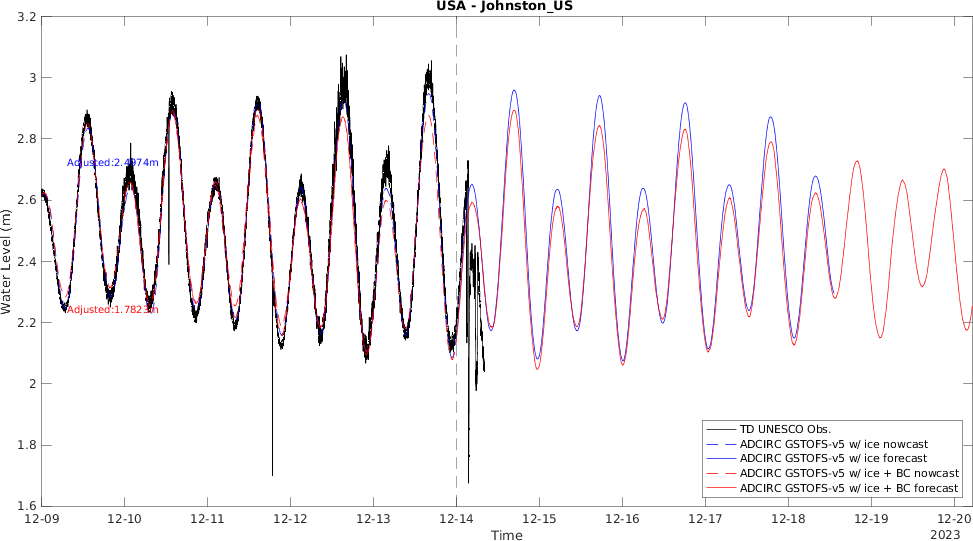 USA - Johnston_US
3.2
3
2.8
2.6
2.4
2.2
2
1.8
1.6
Water Level (m)
Adjusted:2.4974m
Adjusted:1.7823m
TD UNESCO Obs.
ADCIRC GSTOFS-v5 w/ ice nowcast
ADCIRC GSTOFS-v5 w/ ice forecast
ADCIRC GSTOFS-v5 w/ ice + BC nowcast
ADCIRC GSTOFS-v5 w/ ice + BC forecast
12-09 12-10 12-11 12-12 12-13 12-14 12-15 12-16 12-17 12-18 12-19 12-20
Time
2023